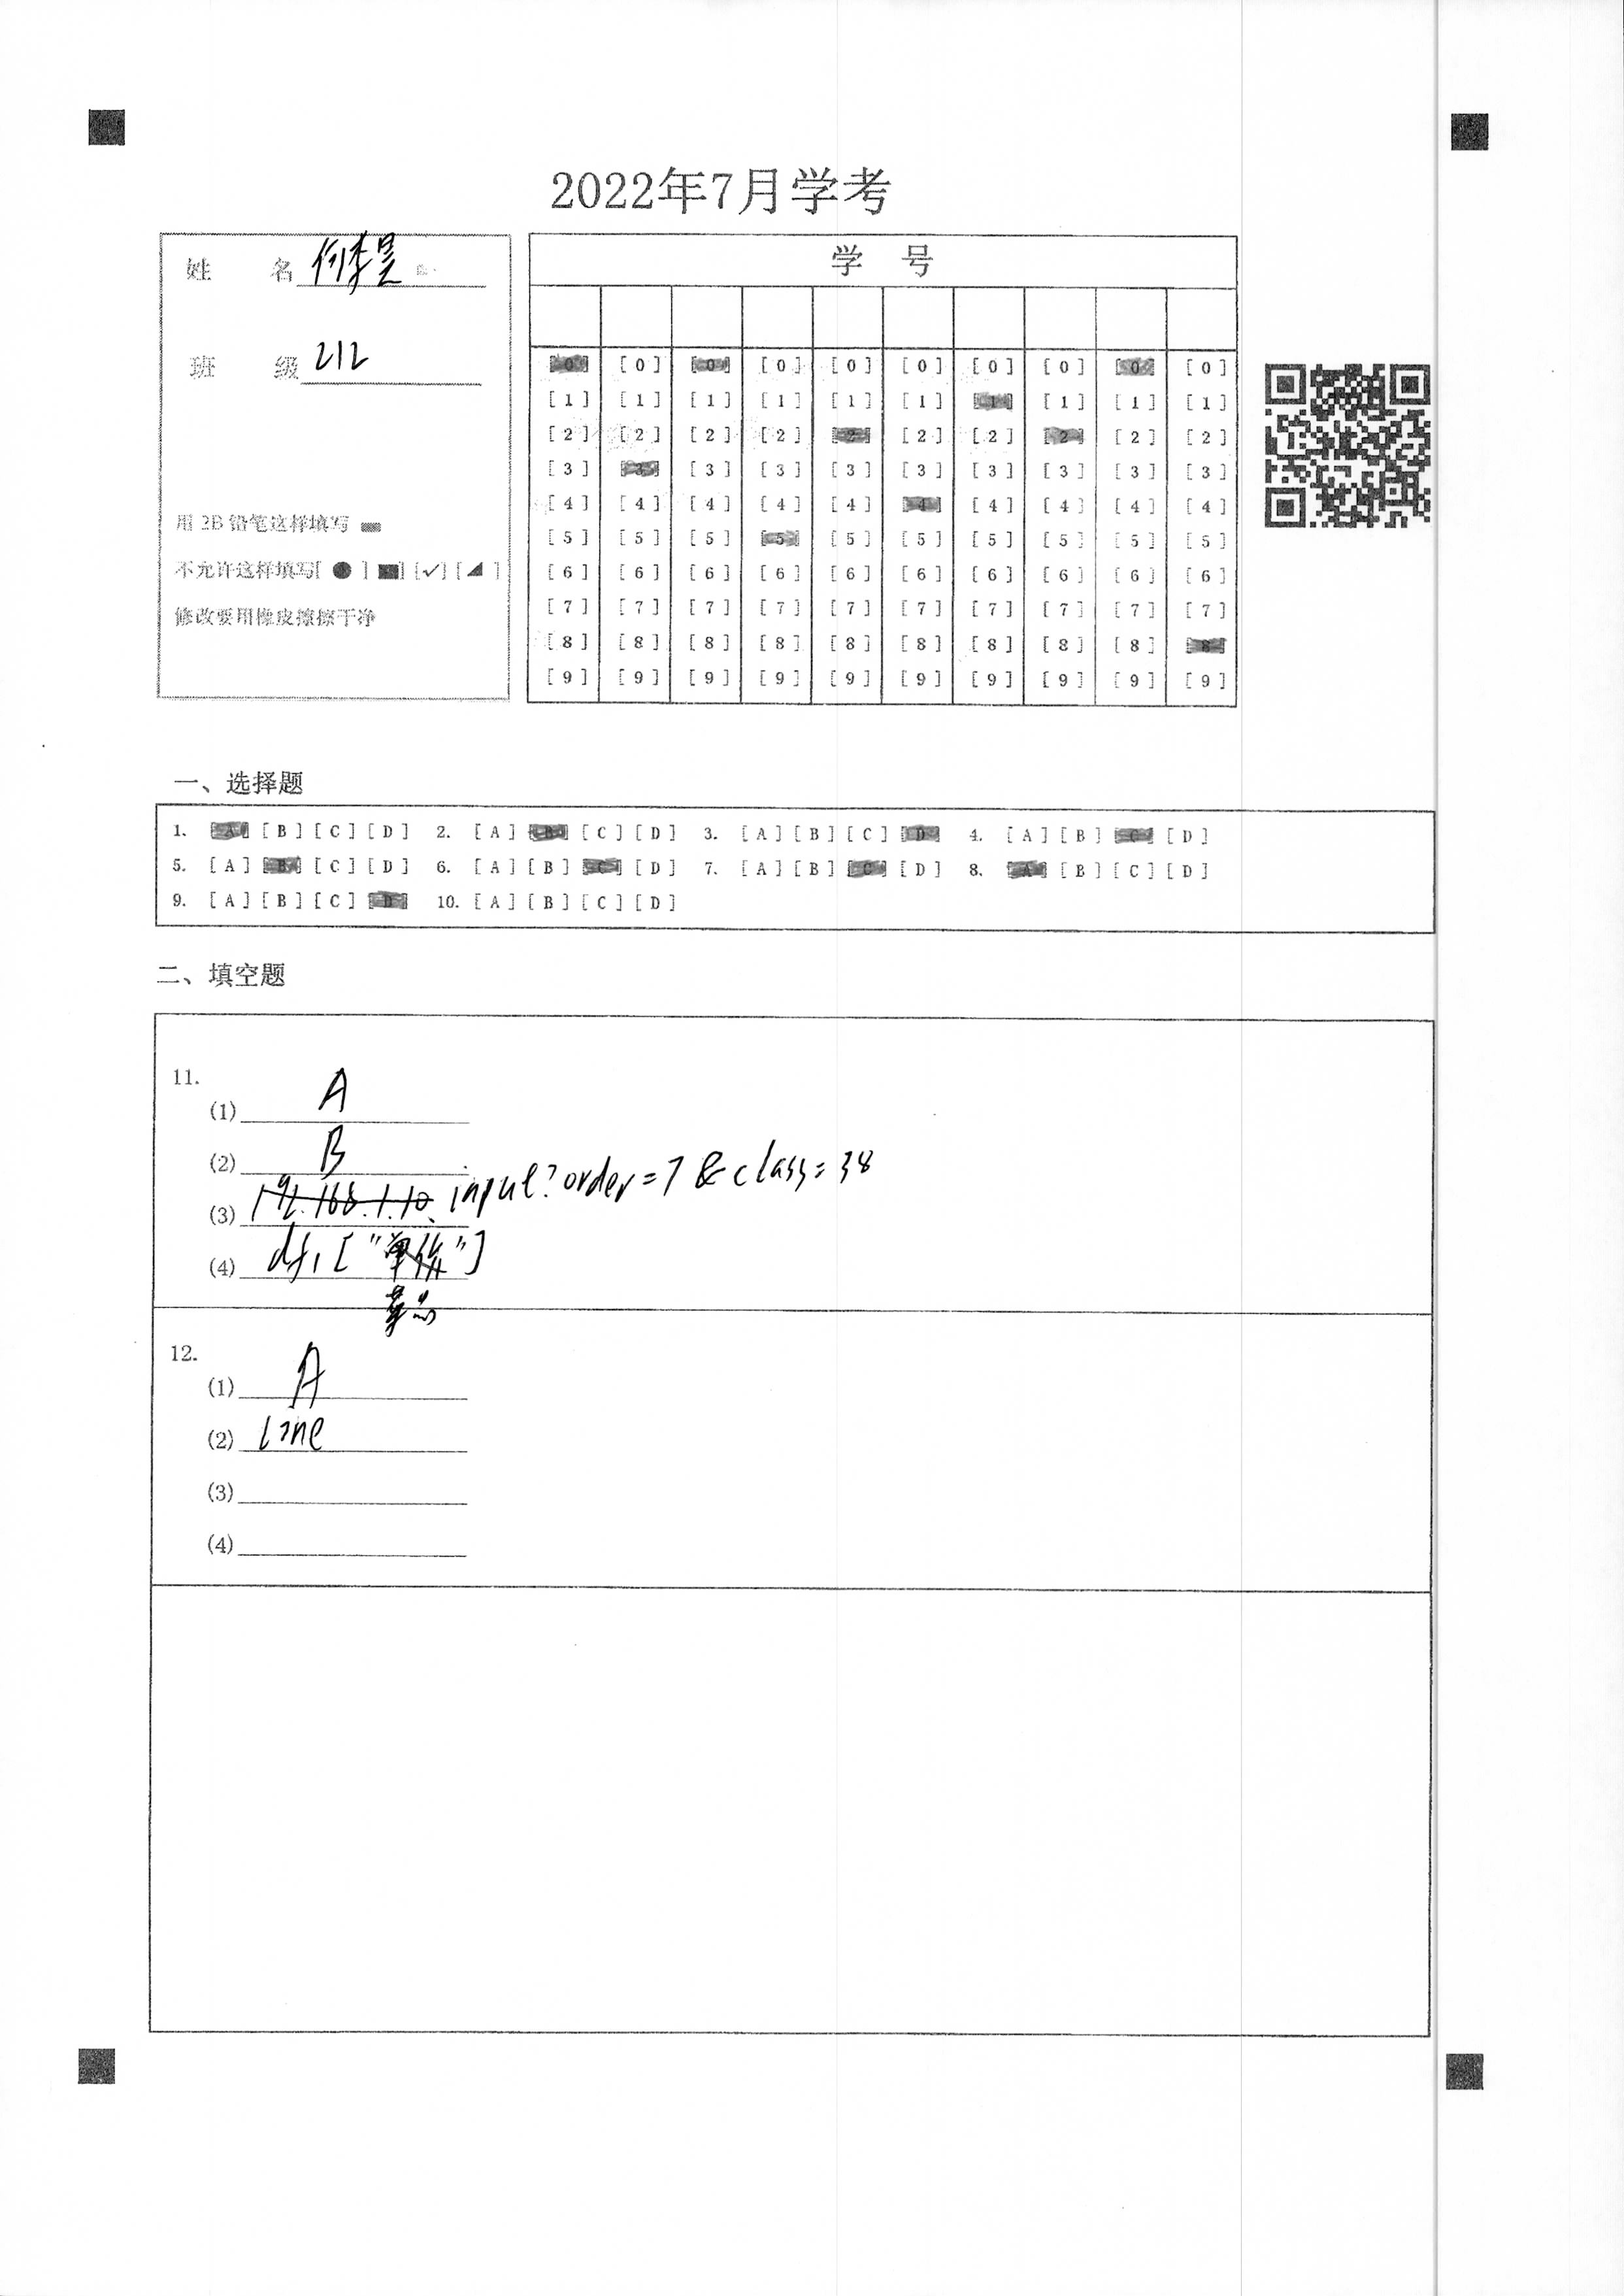 2022年7月学考
姓 名
班 级 212
用 2B 铅笔这样填写
不允许这样填写[ ● ] [■] [✓] [◢ ]
修改要用橡皮擦擦干净
学 号
[0] [0] [0] [0] [0] [0] [0] [0] [0] [0]
[1] [1] [1] [1] [1] [1] [1] [1] [1] [1]
[2] [2] [2] [2] [2] [2] [2] [2] [2] [2]
[3] [3] [3] [3] [3] [3] [3] [3] [3] [3]
[4] [4] [4] [4] [4] [4] [4] [4] [4] [4]
[5] [5] [5] [5] [5] [5] [5] [5] [5] [5]
[6] [6] [6] [6] [6] [6] [6] [6] [6] [6]
[7] [7] [7] [7] [7] [7] [7] [7] [7] [7]
[8] [8] [8] [8] [8] [8] [8] [8] [8] [8]
[9] [9] [9] [9] [9] [9] [9] [9] [9] [9]
一、选择题
1. [A] [B] [C] [D] 2. [A] [B] [C] [D] 3. [A] [B] [C] [D] 4. [A] [B] [C] [D]
5. [A] [B] [C] [D] 6. [A] [B] [C] [D] 7. [A] [B] [C] [D] 8. [A] [B] [C] [D]
9. [A] [B] [C] [D] 10. [A] [B] [C] [D]
二、填空题
11.
(1) A
(2) B
(3) 192.168.1.10. input?order=7&class=38
(4) df1["单价"]
12.
(1) A
(2) line
(3)
(4)